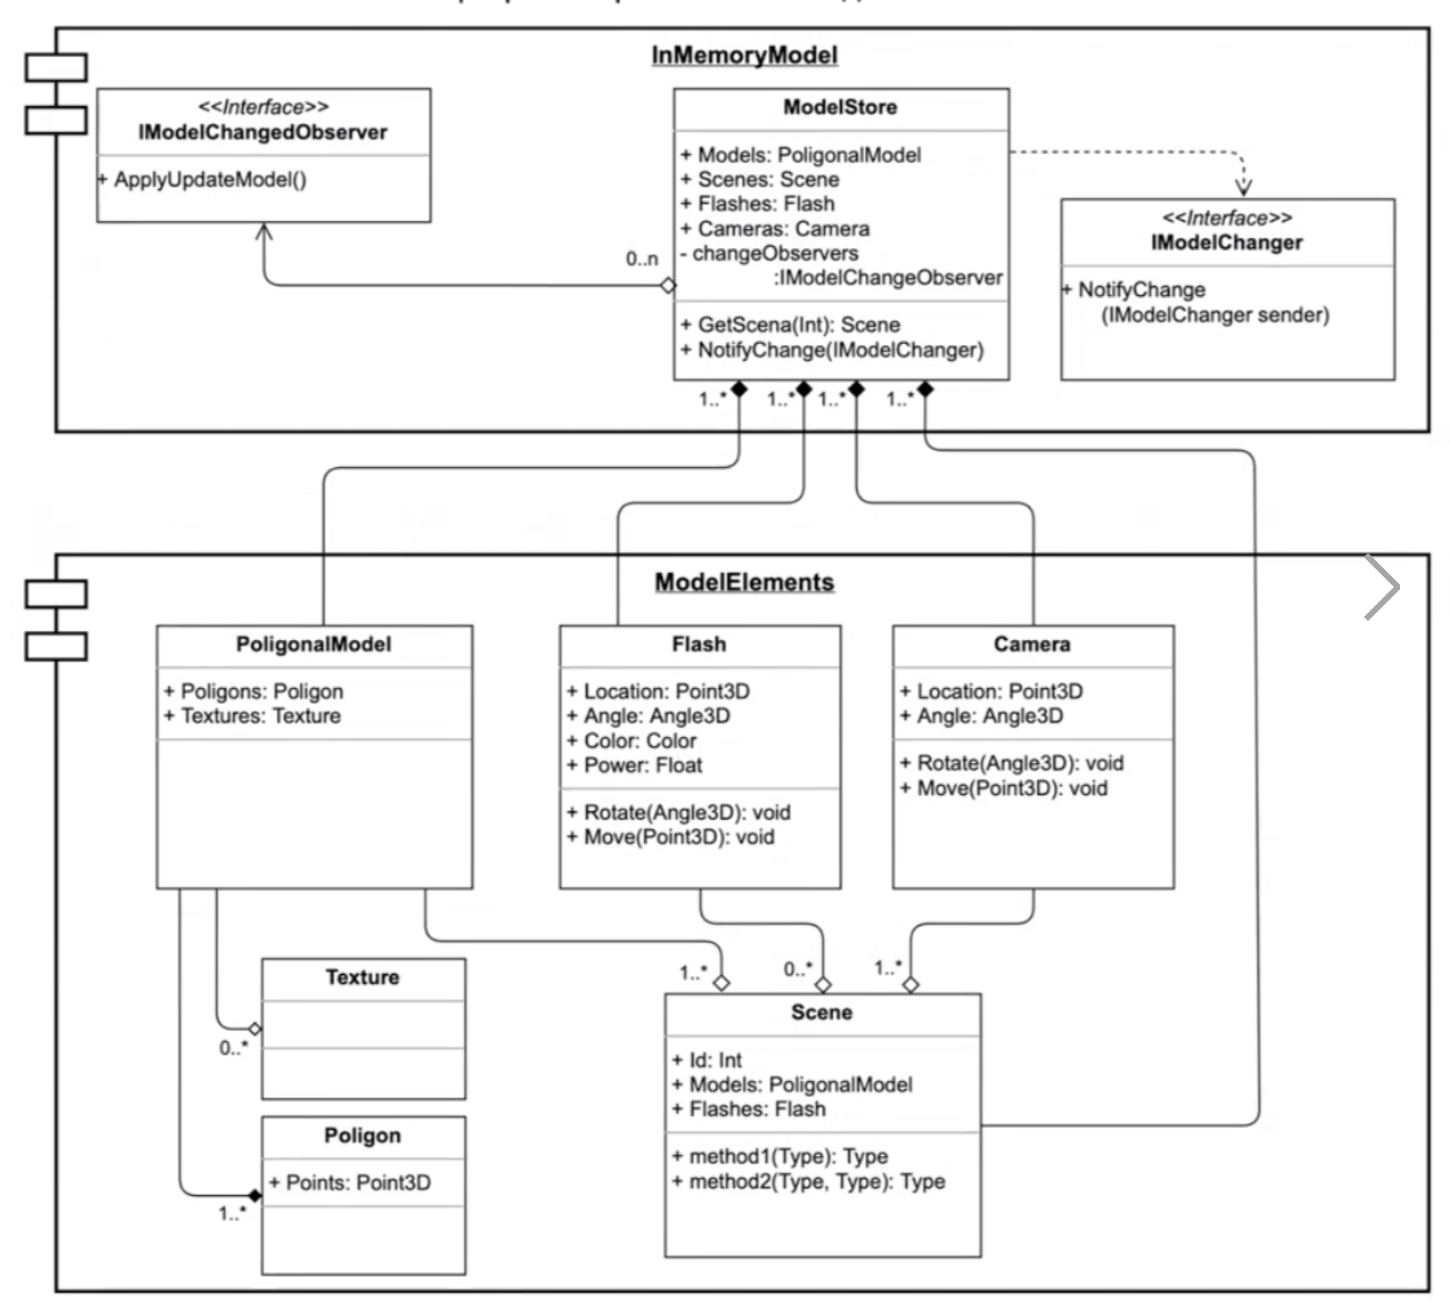 InMemoryModel
<<Interface>>
IModelChangedObserver
+ ApplyUpdateModel()
ModelStore
+ Models: PoligonalModel
+ Scenes: Scene
+ Flashes: Flash
+ Cameras: Camera
- changeObservers
:IModelChangeObserver
+ GetScena(Int): Scene
+ NotifyChange(IModelChanger)
<<Interface>>
IModelChanger
+ NotifyChange
(IModelChanger sender)
0..n
1..*
1..*
1..*
1..*
ModelElements
PoligonalModel
+ Poligons: Poligon
+ Textures: Texture
Flash
+ Location: Point3D
+ Angle: Angle3D
+ Color: Color
+ Power: Float
+ Rotate(Angle3D): void
+ Move(Point3D): void
Camera
+ Location: Point3D
+ Angle: Angle3D
+ Rotate(Angle3D): void
+ Move(Point3D): void
1..*
0..*
1..*
Texture
0..*
Poligon
+ Points: Point3D
1..*
Scene
+ Id: Int
+ Models: PoligonalModel
+ Flashes: Flash
+ method1(Type): Type
+ method2(Type, Type): Type